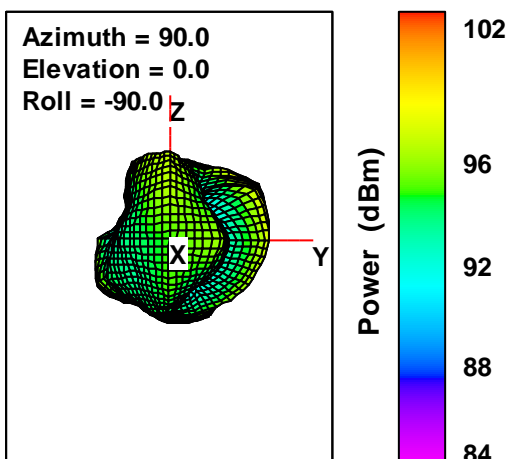 Azimuth = 90.0
Elevation = 0.0
Roll = -90.0
Z
X
Y
Power (dBm)
102
96
92
88
84